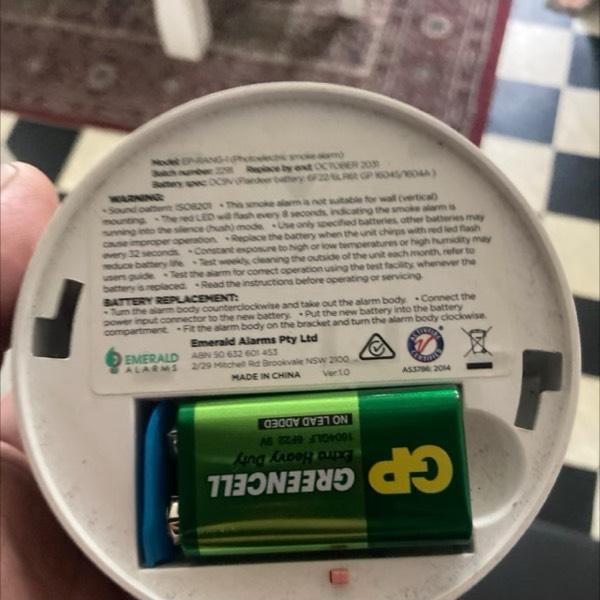 Model: EP-RANG-1 (Photoelectric smoke alarm)
Batch number: 2291 Replace by end: OCTOBER 2031
Battery spec: DC9V (Raeder battery: 6F22/6LR61: GP 1604S/1604A)
WARNING:
• Sound pattern: ISO8201 • This smoke alarm is not suitable for wall (vertical)
mounting. • The red LED will flash every 8 seconds, indicating the smoke alarm is
running into the silence (hush) mode. • Use only specified batteries, other batteries may
cause improper operation. • Replace the battery when the unit chirps with red led flash
every 32 seconds. • Constant exposure to high or low temperatures or high humidity may
reduce battery life. • Test weekly, cleaning the outside of the unit each month, refer to
users guide. • Test the alarm for correct operation using the test facility, whenever the
battery is replaced. • Read the instructions before operating or servicing.
BATTERY REPLACEMENT:
• Turn the alarm body counterclockwise and take out the alarm body. • Connect the
power input connector to the new battery. • Put the new battery into the battery
compartment. • Fit the alarm body on the bracket and turn the alarm body clockwise.
EMERALD
ALARMS
Emerald Alarms Pty Ltd
ABN 50 632 601 453
2/29 Mitchell Rd Brookvale NSW 2100
MADE IN CHINA Ver:1.0
ACTIVFIRE
CERTIFIED
AS3786: 2014
GP
GREENCELL
Extra Heavy Duty
1604GLF 6F22 9V
NO LEAD ADDED